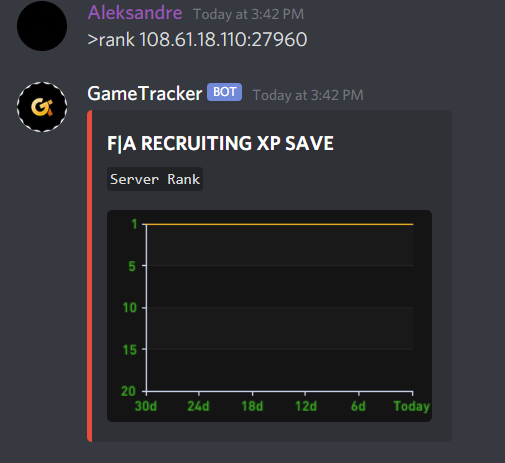 Aleksandre Today at 3:42 PM
>rank 108.61.18.110:27960
GameTracker BOT Today at 3:42 PM
F|A RECRUITING XP SAVE
Server Rank
1
5
10
15
20
30d 24d 18d 12d 6d Today